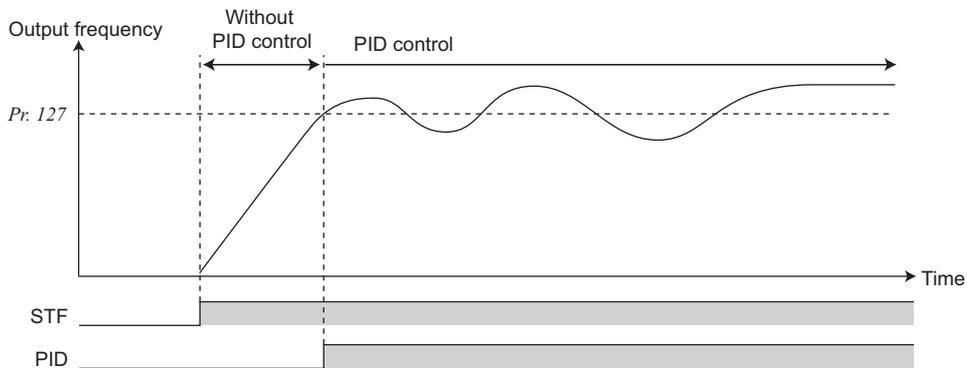 Output frequency
Without
PID control
PID control
Pr. 127
Time
STF
PID